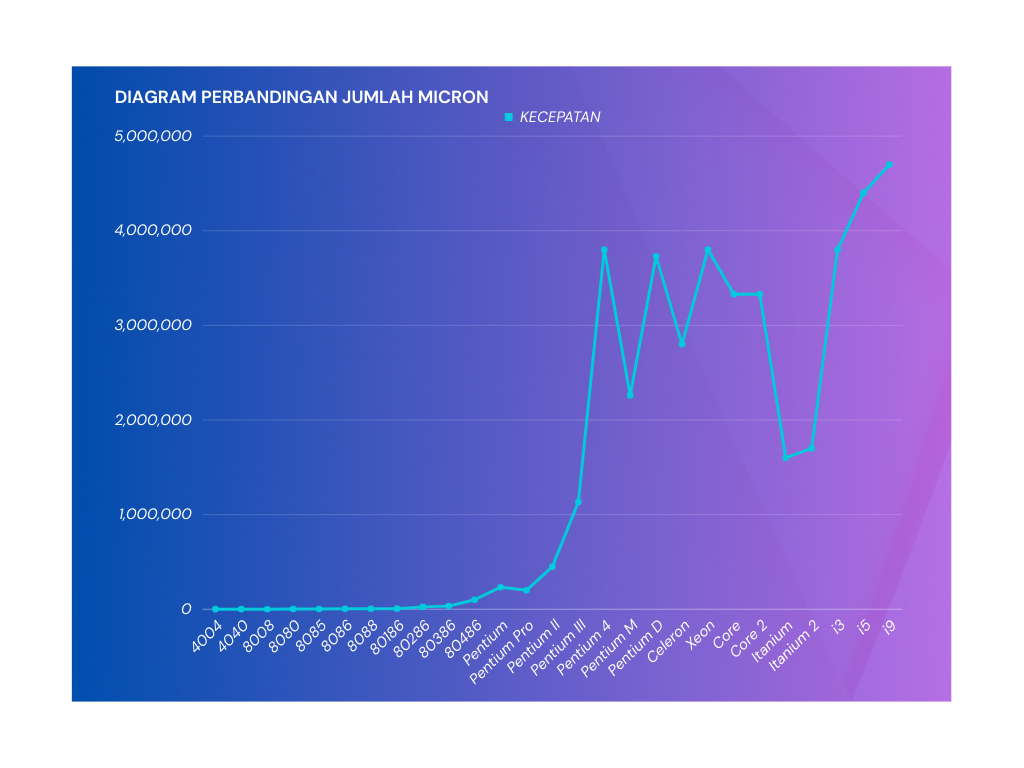 DIAGRAM PERBANDINGAN JUMLAH MICRON
KECEPATAN
5,000,000
4,000,000
3,000,000
2,000,000
1,000,000
0
4004
4040
8008
8080
8085
8086
8088
80186
80286
80386
80486
Pentium
Pentium Pro
Pentium II
Pentium III
Pentium 4
Pentium M
Pentium D
Celeron
Xeon
Core
Core 2
Itanium
Itanium 2
i3
i5
i9